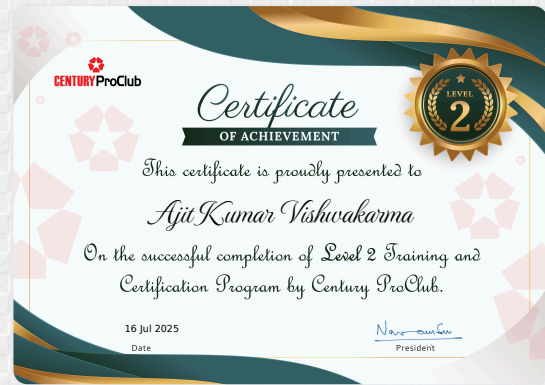 CENTURY ProClub
Certificate
OF ACHIEVEMENT
LEVEL
2
This certificate is proudly presented to
Ajit Kumar Vishwakarma
On the successful completion of Level 2 Training and
Certification Program by Century ProClub.
16 Jul 2025
Date
President